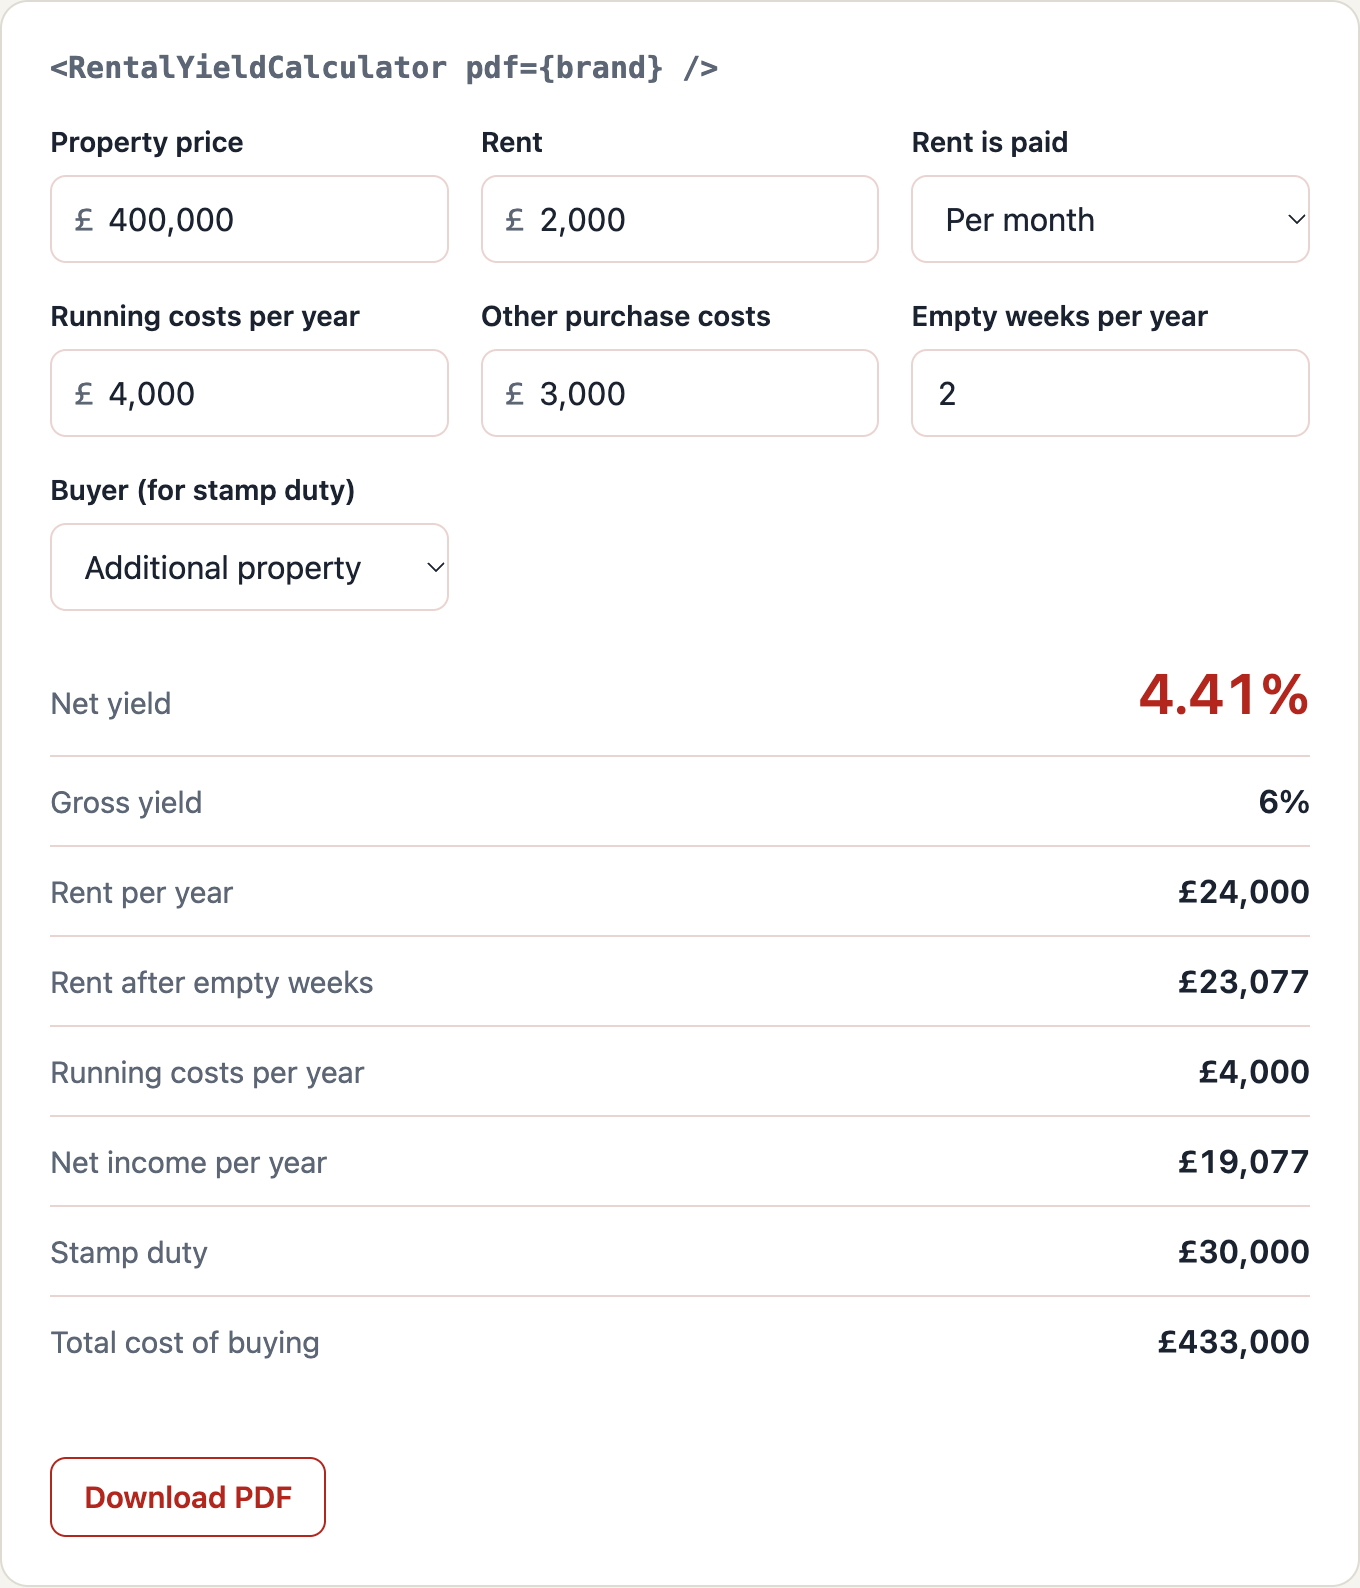 <RentalYieldCalculator pdf={brand} />
Property price
Rent
Rent is paid
£ 400,000
£ 2,000
Per month
Running costs per year
Other purchase costs
Empty weeks per year
£ 4,000
£ 3,000
2
Buyer (for stamp duty)
Additional property
Net yield 4.41%
Gross yield 6%
Rent per year £24,000
Rent after empty weeks £23,077
Running costs per year £4,000
Net income per year £19,077
Stamp duty £30,000
Total cost of buying £433,000
Download PDF